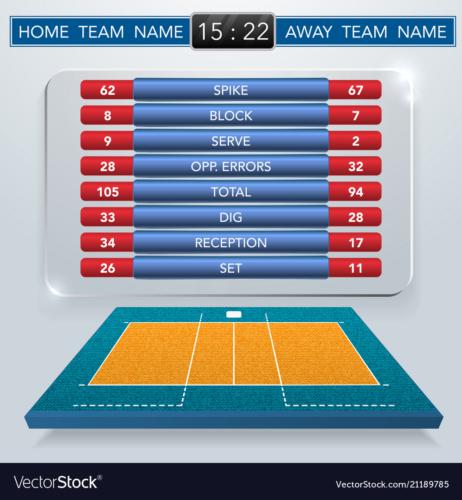 HOME TEAM NAME 15 : 22 AWAY TEAM NAME
62 SPIKE 67
8 BLOCK 7
9 SERVE 2
28 OPP. ERRORS 32
105 TOTAL 94
33 DIG 28
34 RECEPTION 17
26 SET 11
VectorStock® VectorStock.com/21189785